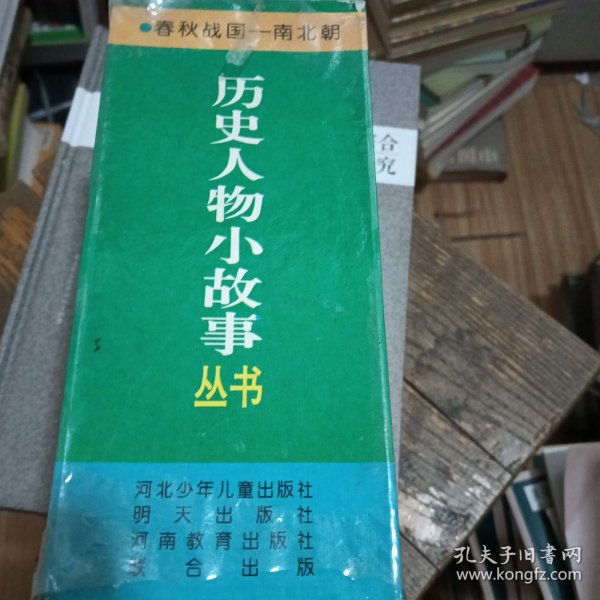 •春秋战国—南北朝
历史人物小故事
丛书
河北少年儿童出版社
明天出版社
河南教育出版社
联合出版
合
究
孔夫子旧书网
www.kongfz.com